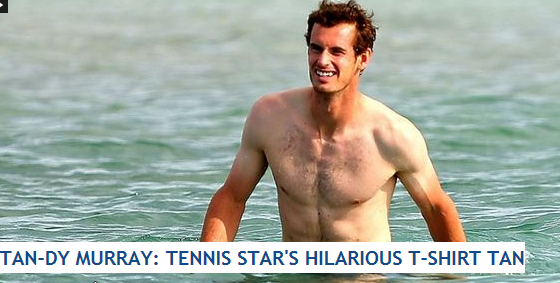 TAN-DY MURRAY: TENNIS STAR'S HILARIOUS T-SHIRT TAN